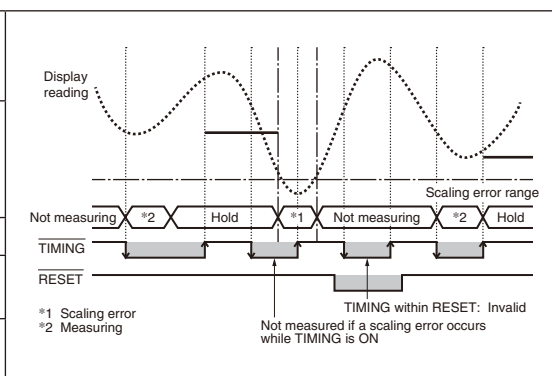 Display
reading
Scaling error range
Not measuring *2 Hold *1 Not measuring *2 Hold
TIMING
RESET
TIMING within RESET: Invalid
*1 Scaling error
*2 Measuring
Not measured if a scaling error occurs
while TIMING is ON